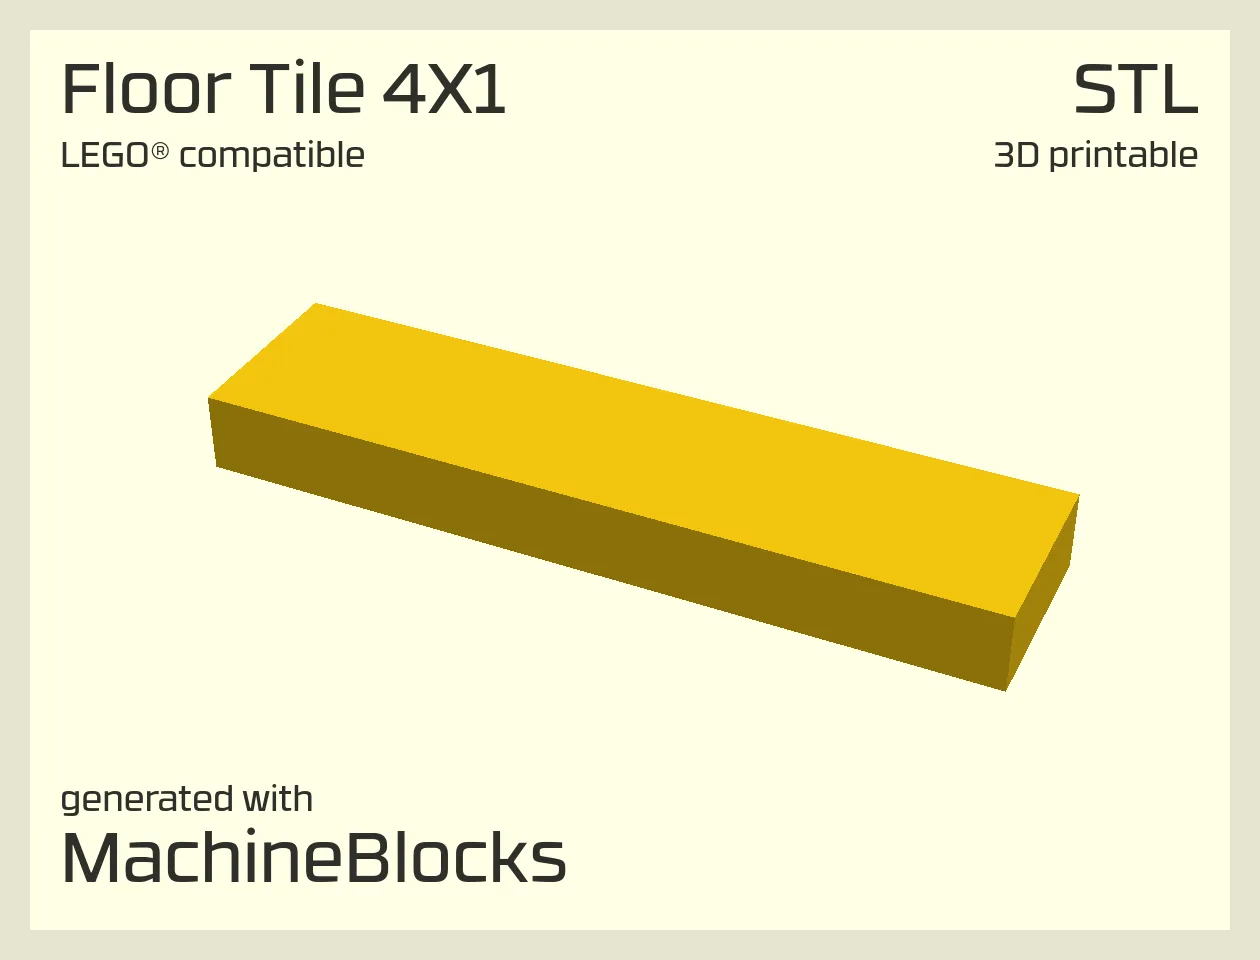 Floor Tile 4X1
LEGO® compatible
STL
3D printable
generated with
MachineBlocks